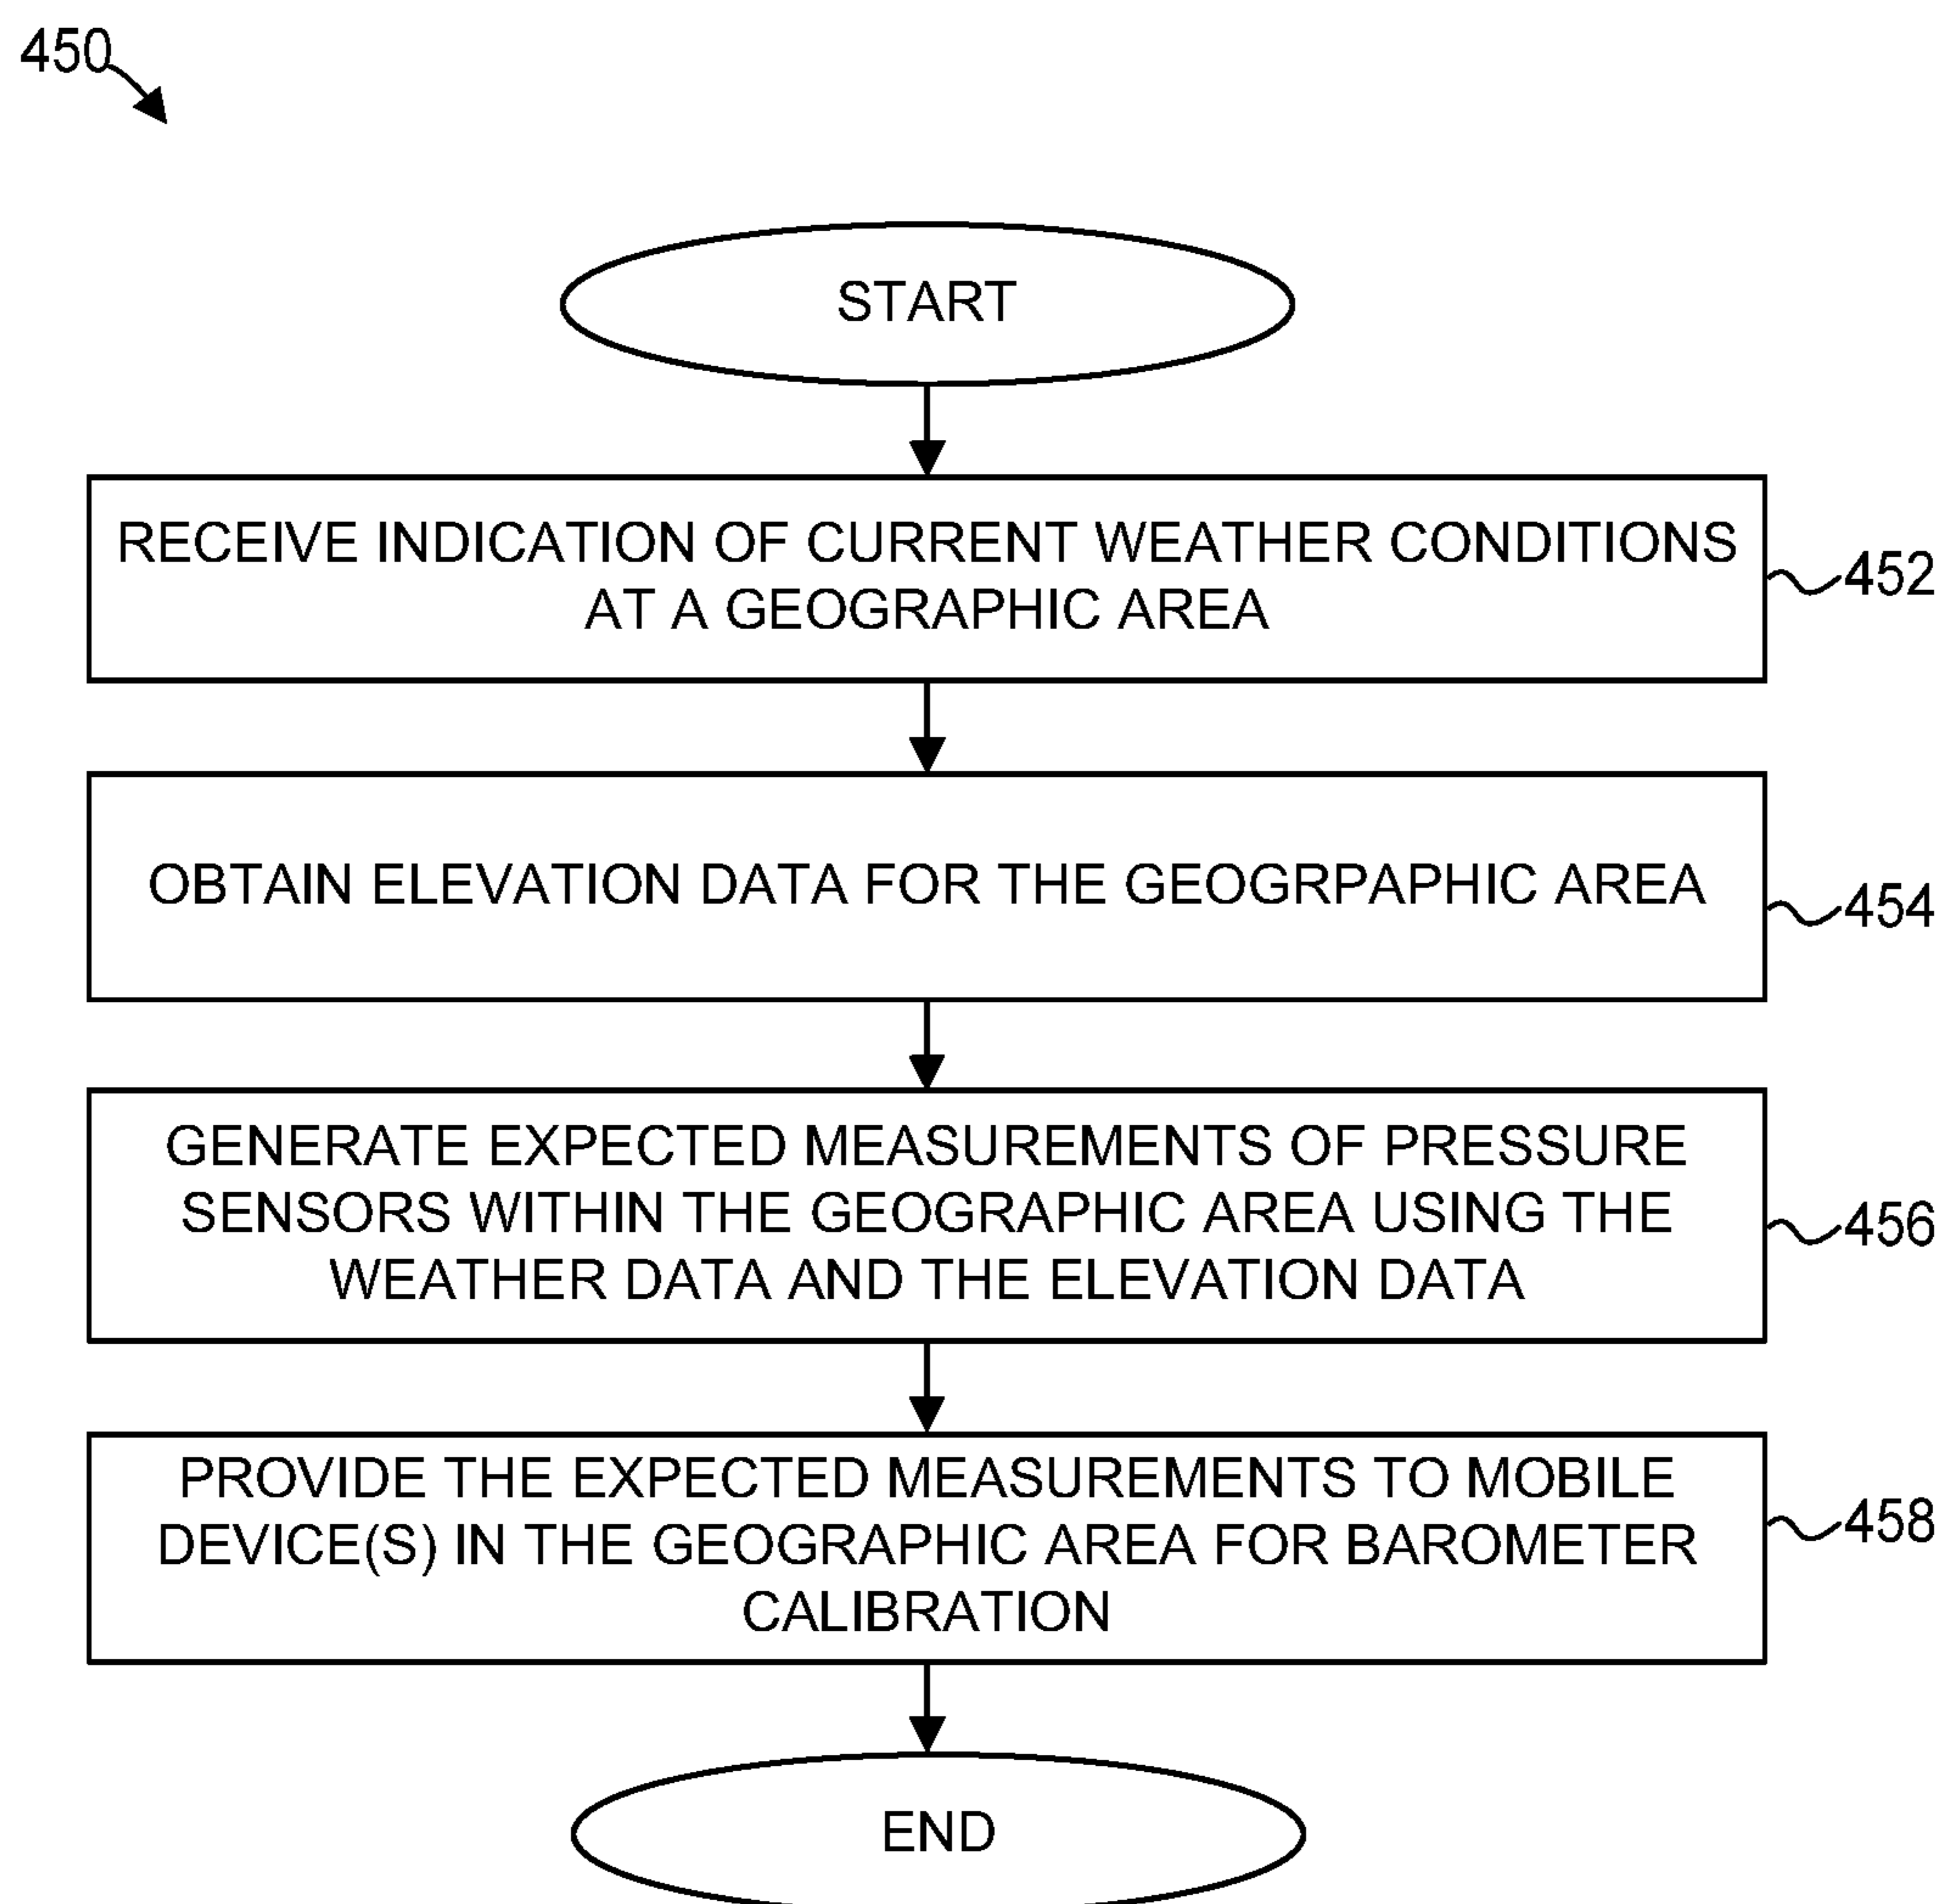 450
START
RECEIVE INDICATION OF CURRENT WEATHER CONDITIONS
AT A GEOGRAPHIC AREA
452
OBTAIN ELEVATION DATA FOR THE GEOGRPAPHIC AREA
454
GENERATE EXPECTED MEASUREMENTS OF PRESSURE
SENSORS WITHIN THE GEOGRAPHIC AREA USING THE
WEATHER DATA AND THE ELEVATION DATA
456
PROVIDE THE EXPECTED MEASUREMENTS TO MOBILE
DEVICE(S) IN THE GEOGRAPHIC AREA FOR BAROMETER
CALIBRATION
458
END